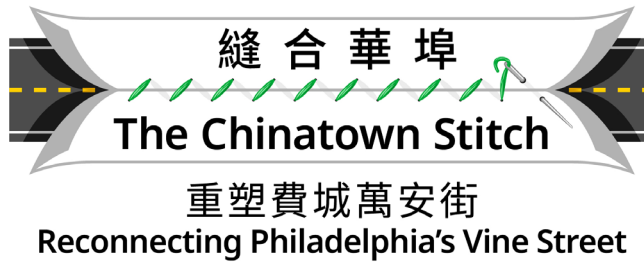 縫合華埠
The Chinatown Stitch
重塑費城萬安街
Reconnecting Philadelphia's Vine Street